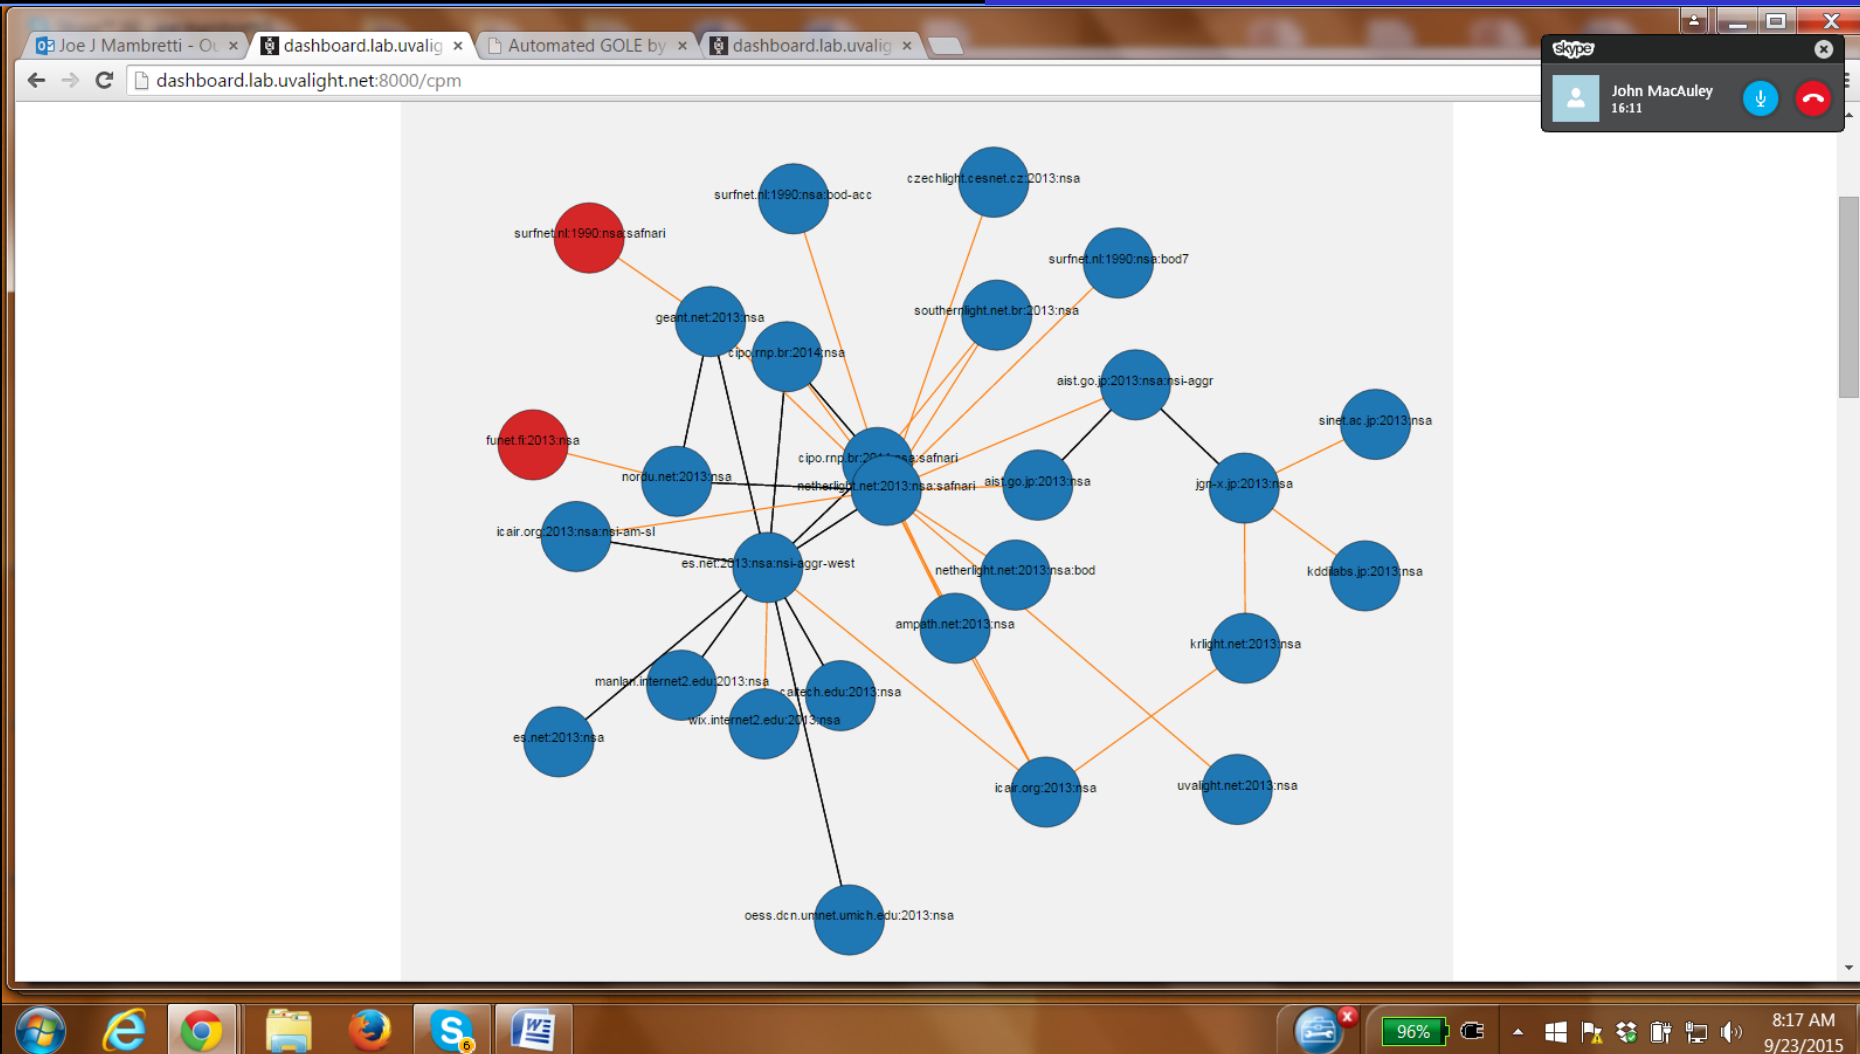 Joe J Mambretti - Ou
dashboard.lab.uvalig
Automated GOLE by
dashboard.lab.uvalig
dashboard.lab.uvalight.net:8000/cpm
skype
John MacAuley
16:11
czechlight.cesnet.cz:2013:nsa
surfnet.nl:1990:nsa:bod-acc
surfnet.nl:1990:nsa:safnari
surfnet.nl:1990:nsa:bod7
southernlight.net.br:2013:nsa
geant.net:2013:nsa
cipo.rnp.br:2014:nsa
aist.go.jp:2013:nsa:nsi-aggr
sinet.ac.jp:2013:nsa
funet.fi:2013:nsa
cipo.rnp.br:2014:nsa:safnari
nordu.net:2013:nsa
netherlight.net:2013:nsa:safnari
aist.go.jp:2013:nsa
jgn-x.jp:2013:nsa
icair.org:2013:nsa:nsi-am-sl
es.net:2013:nsa:nsi-aggr-west
netherlight.net:2013:nsa:bod
kddilabs.jp:2013:nsa
ampath.net:2013:nsa
krlight.net:2013:nsa
manlan.internet2.edu:2013:nsa
caltech.edu:2013:nsa
wix.internet2.edu:2013:nsa
es.net:2013:nsa
icair.org:2013:nsa
uvalight.net:2013:nsa
oess.dcn.umnet.umich.edu:2013:nsa
6
96%
8:17 AM
9/23/2015